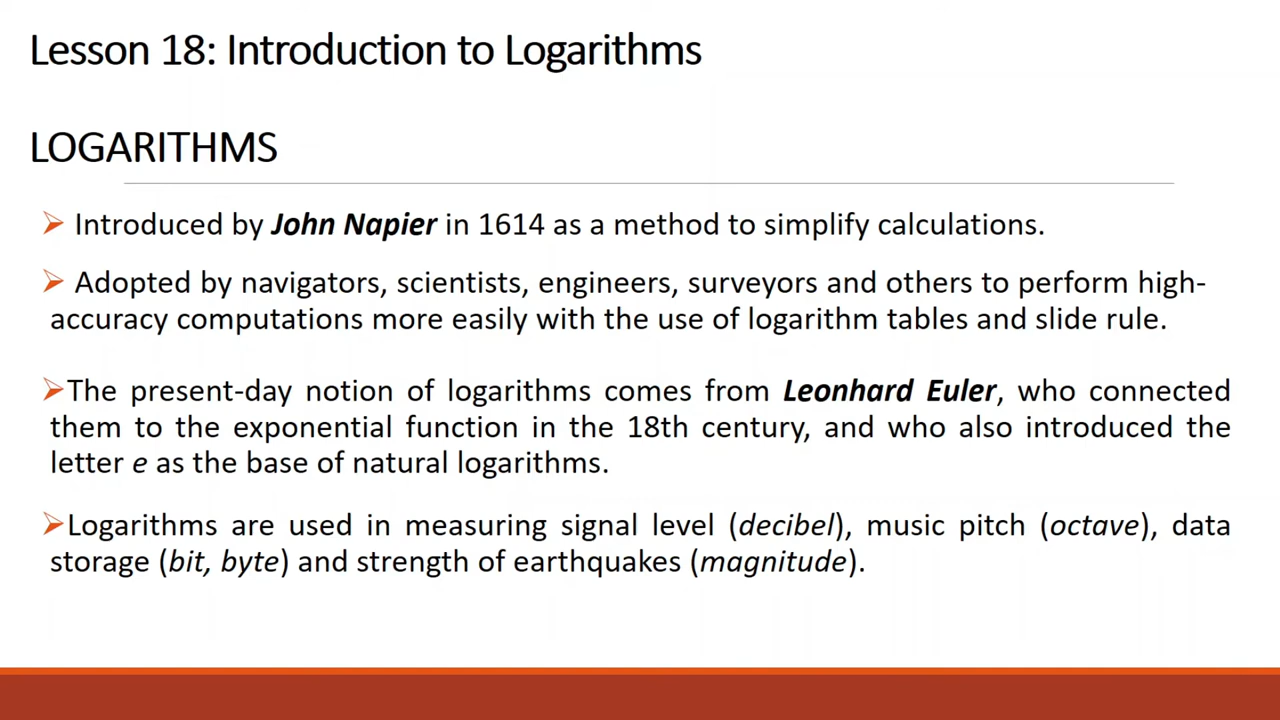 Lesson 18: Introduction to Logarithms
LOGARITHMS
Introduced by John Napier in 1614 as a method to simplify calculations.
Adopted by navigators, scientists, engineers, surveyors and others to perform high-
accuracy computations more easily with the use of logarithm tables and slide rule.
The present-day notion of logarithms comes from Leonhard Euler, who connected
them to the exponential function in the 18th century, and who also introduced the
letter e as the base of natural logarithms.
Logarithms are used in measuring signal level (decibel), music pitch (octave), data
storage (bit, byte) and strength of earthquakes (magnitude).